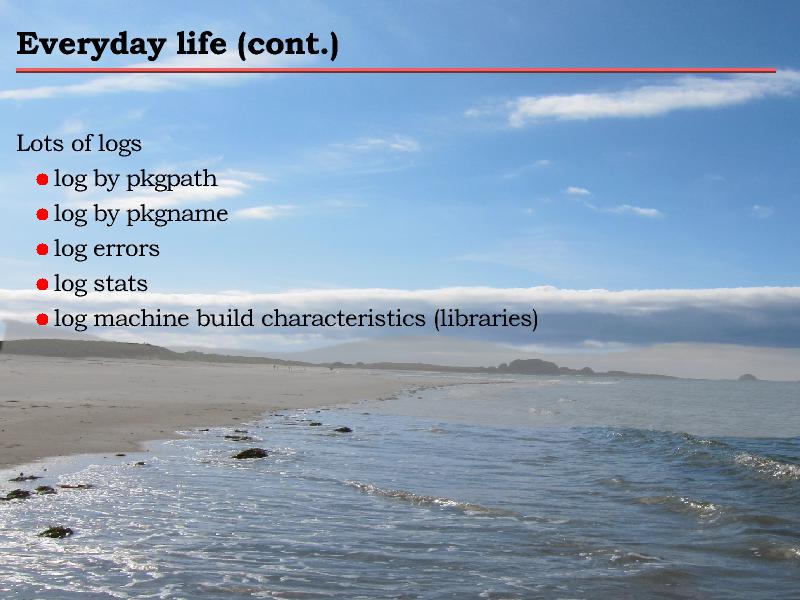 Everyday life (cont.)
Lots of logs
log by pkgpath
log by pkgname
log errors
log stats
log machine build characteristics (libraries)